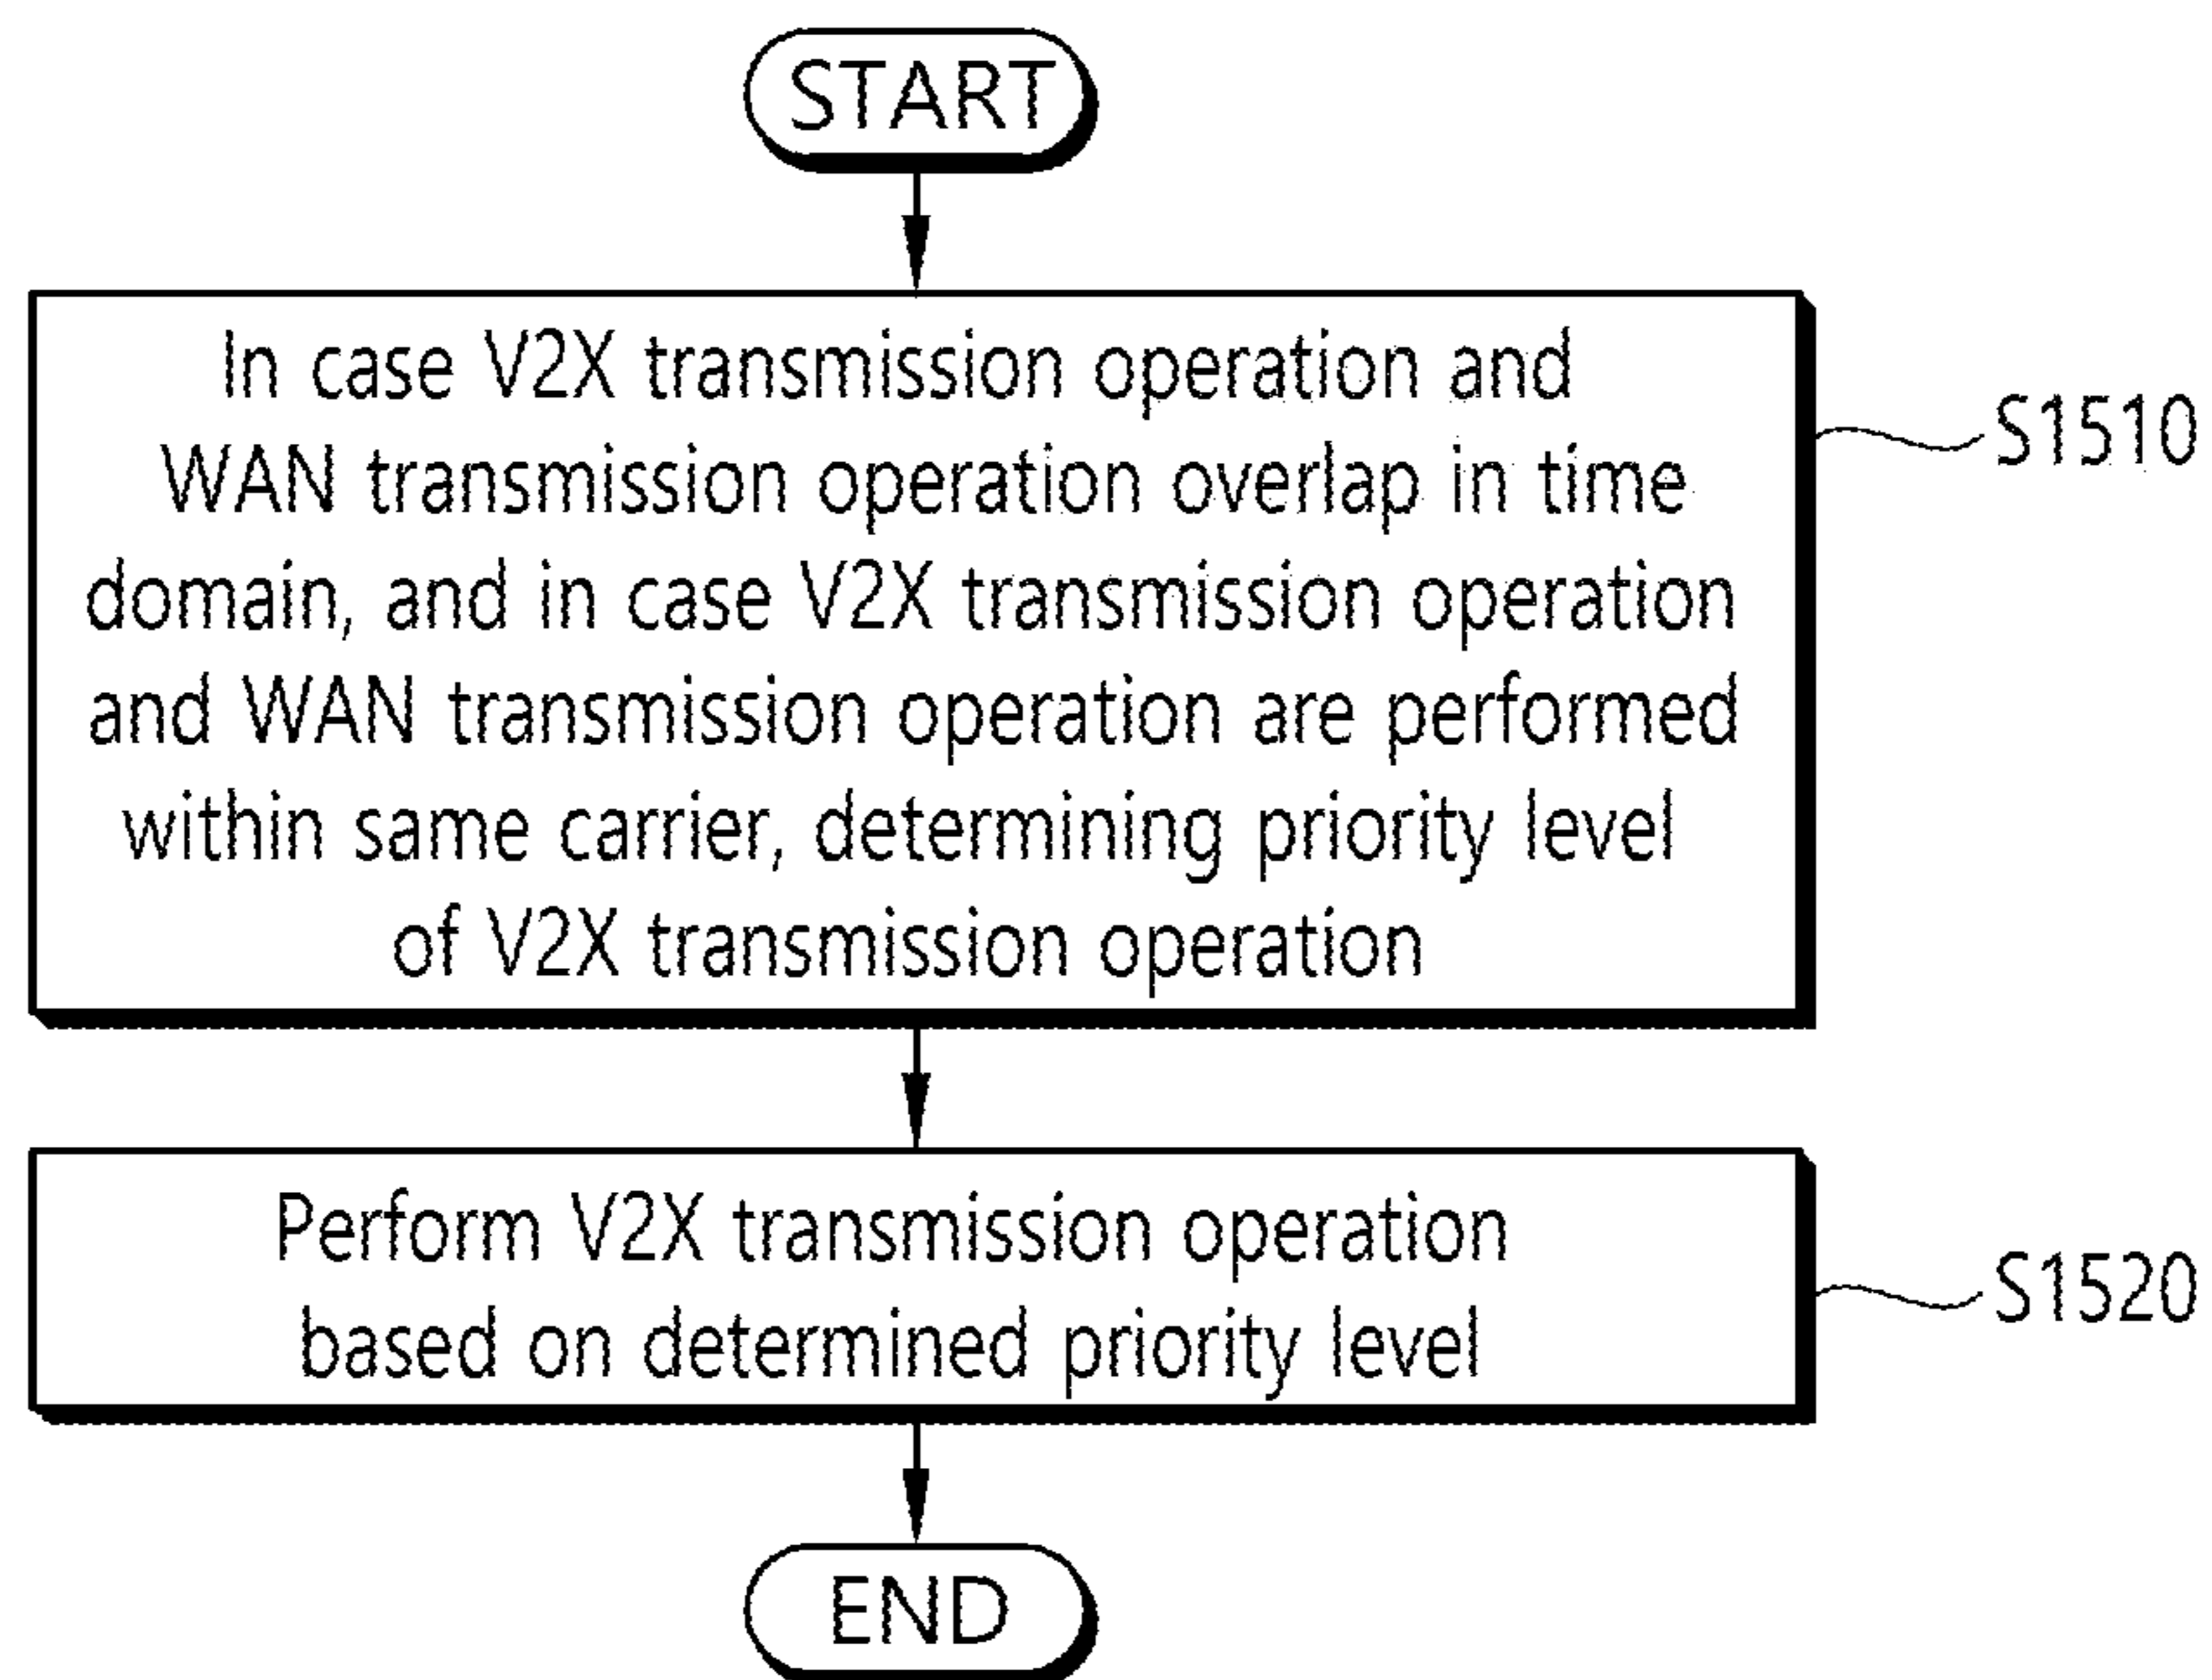 START
In case V2X transmission operation and
WAN transmission operation overlap in time
domain, and in case V2X transmission operation
and WAN transmission operation are performed
within same carrier, determining priority level
of V2X transmission operation
S1510
Perform V2X transmission operation
based on determined priority level
S1520
END